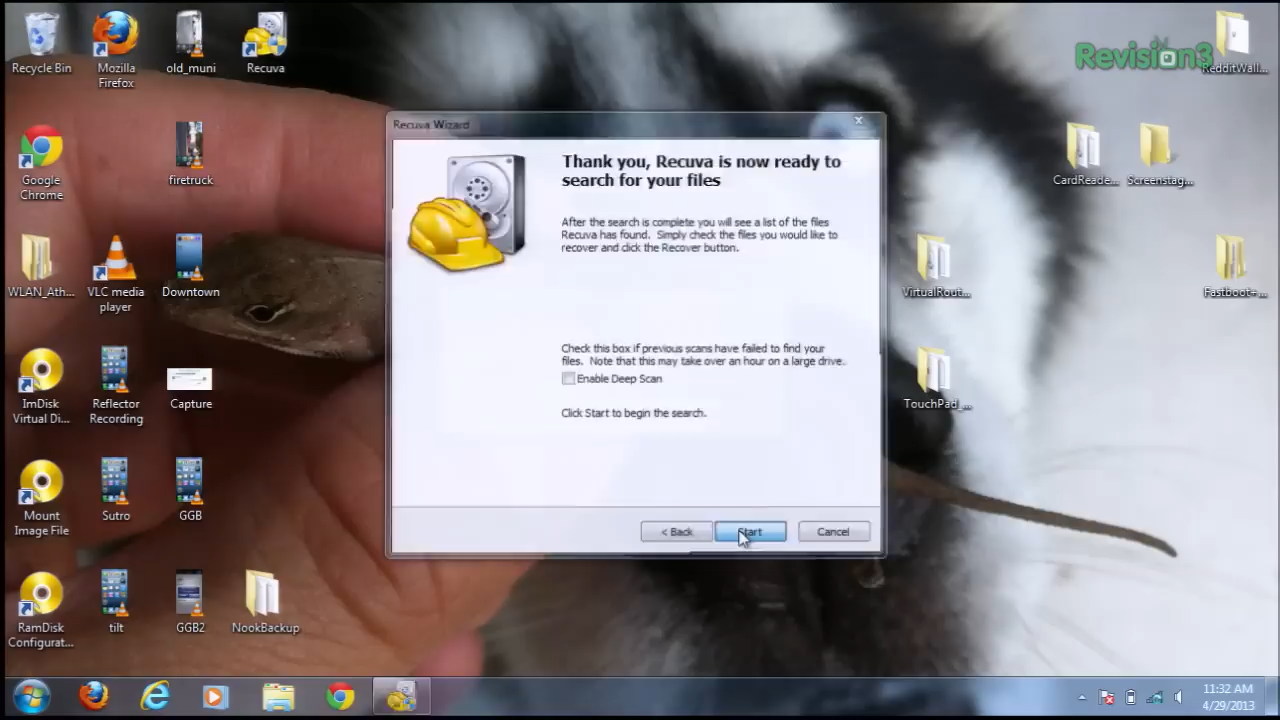 Recycle Bin
Mozilla
Firefox
old_muni
Recuva
Revision3
RedditWall...
Google
Chrome
firetruck
CardReade...
Screenstag...
WLAN_Ath...
VLC media
player
Downtown
VirtualRout...
Fastboot+...
ImDisk
Virtual Di...
Reflector
Recording
Capture
TouchPad_...
Mount
Image File
Sutro
GGB
RamDisk
Configurat...
tilt
GGB2
NookBackup
Recuva Wizard
Thank you, Recuva is now ready to
search for your files
After the search is complete you will see a list of the files
Recuva has found. Simply check the files you would like to
recover and click the Recover button.
Check this box if previous scans have failed to find your
files. Note that this may take over an hour on a large drive.
Enable Deep Scan
Click Start to begin the search.
< Back
Start
Cancel
11:32 AM
4/29/2013